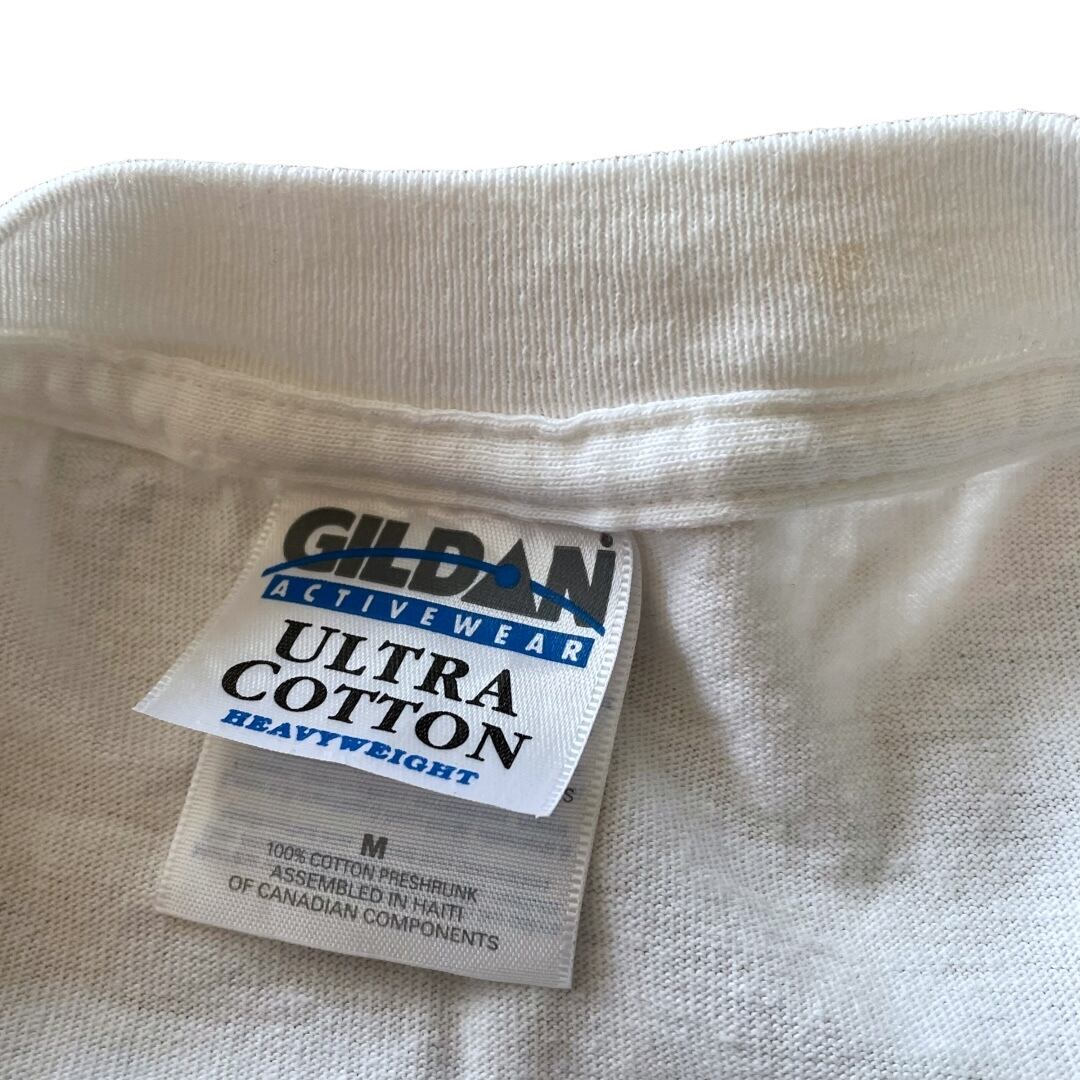 GILDAN
ACTIVEWEAR
ULTRA
COTTON
HEAVYWEIGHT
M
100% COTTON PRESHRUNK
ASSEMBLED IN HAITI
OF CANADIAN COMPONENTS